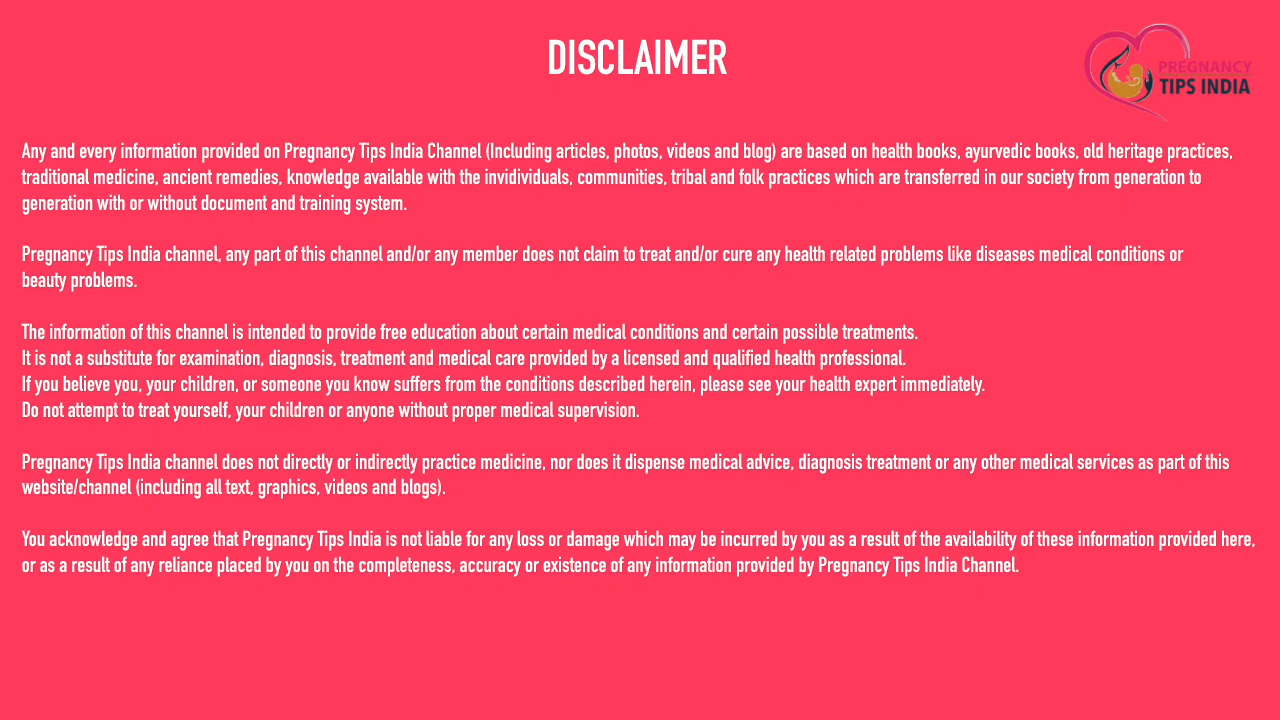 DISCLAIMER
PREGNANCY
TIPS INDIA
Any and every information provided on Pregnancy Tips India Channel (Including articles, photos, videos and blog) are based on health books, ayurvedic books, old heritage practices,
traditional medicine, ancient remedies, knowledge available with the invidividuals, communities, tribal and folk practices which are transferred in our society from generation to
generation with or without document and training system.
Pregnancy Tips India channel, any part of this channel and/or any member does not claim to treat and/or cure any health related problems like diseases medical conditions or
beauty problems.
The information of this channel is intended to provide free education about certain medical conditions and certain possible treatments.
It is not a substitute for examination, diagnosis, treatment and medical care provided by a licensed and qualified health professional.
If you believe you, your children, or someone you know suffers from the conditions described herein, please see your health expert immediately.
Do not attempt to treat yourself, your children or anyone without proper medical supervision.
Pregnancy Tips India channel does not directly or indirectly practice medicine, nor does it dispense medical advice, diagnosis treatment or any other medical services as part of this
website/channel (including all text, graphics, videos and blogs).
You acknowledge and agree that Pregnancy Tips India is not liable for any loss or damage which may be incurred by you as a result of the availability of these information provided here,
or as a result of any reliance placed by you on the completeness, accuracy or existence of any information provided by Pregnancy Tips India Channel.